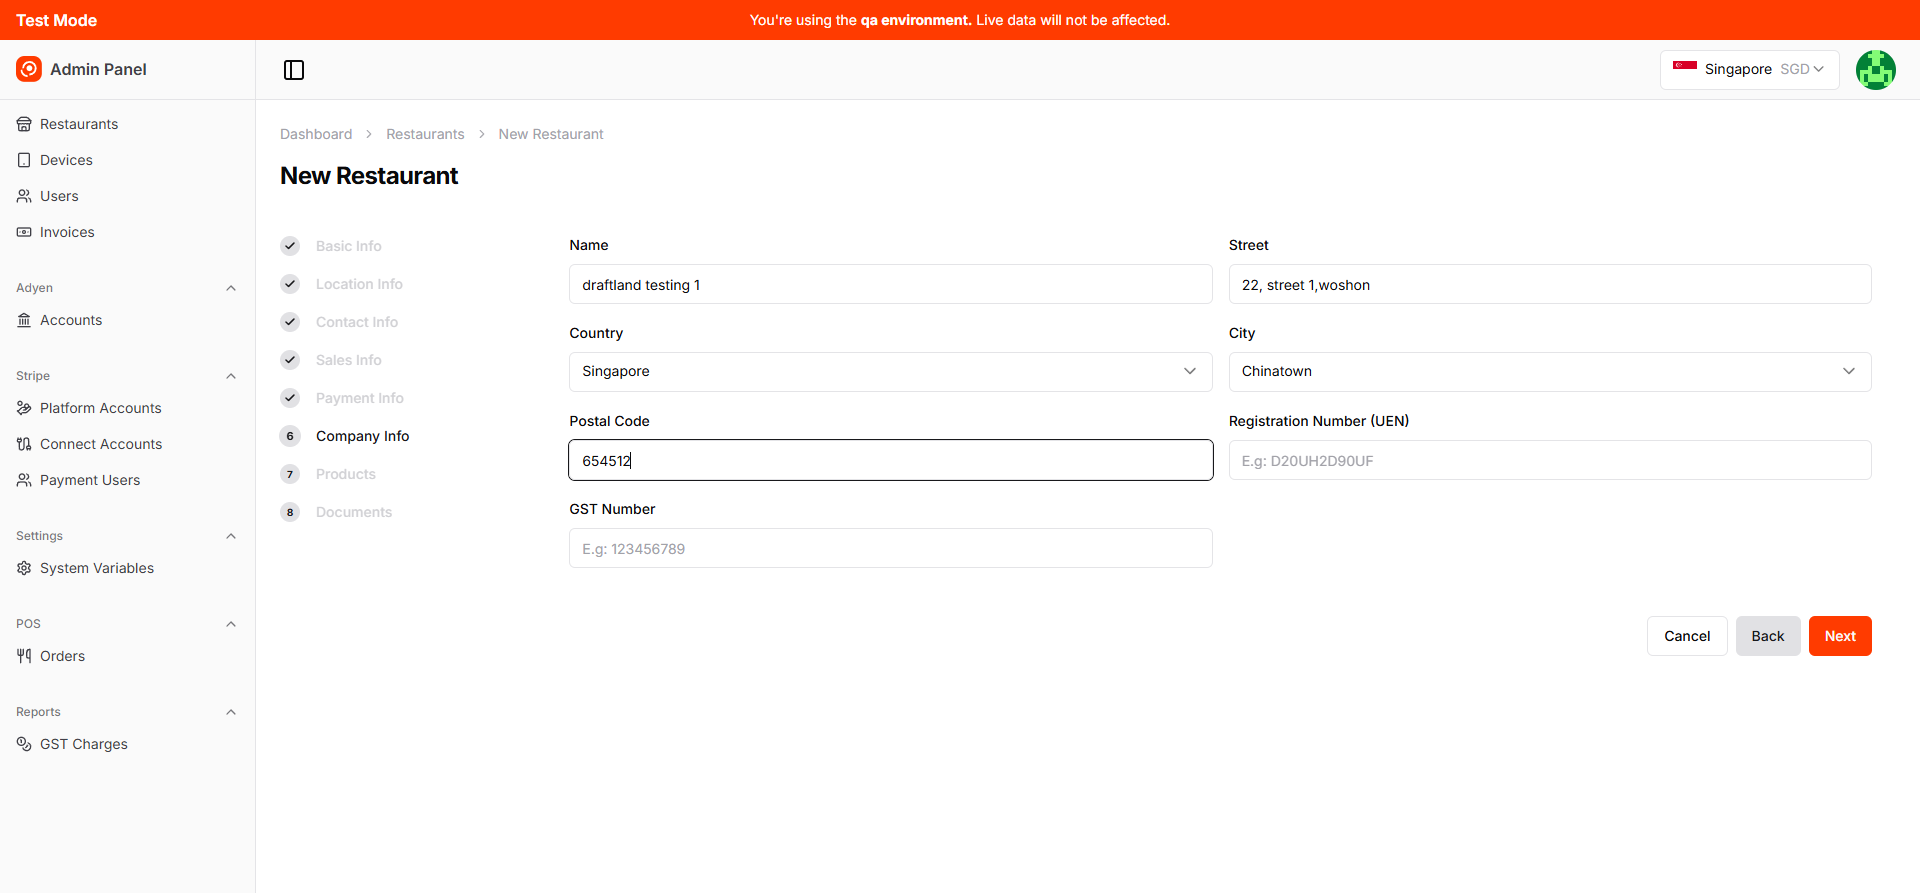 Test Mode
You're using the qa environment. Live data will not be affected.
Admin Panel
Singapore SGD
Restaurants
Devices
Users
Invoices
Adyen
Accounts
Stripe
Platform Accounts
Connect Accounts
Payment Users
Settings
System Variables
POS
Orders
Reports
GST Charges
Dashboard > Restaurants > New Restaurant
New Restaurant
Basic Info
Location Info
Contact Info
Sales Info
Payment Info
6 Company Info
7 Products
8 Documents
Name
draftland testing 1
Street
22, street 1,woshon
Country
Singapore
City
Chinatown
Postal Code
654512
Registration Number (UEN)
E.g: D20UH2D90UF
GST Number
E.g: 123456789
Cancel Back Next